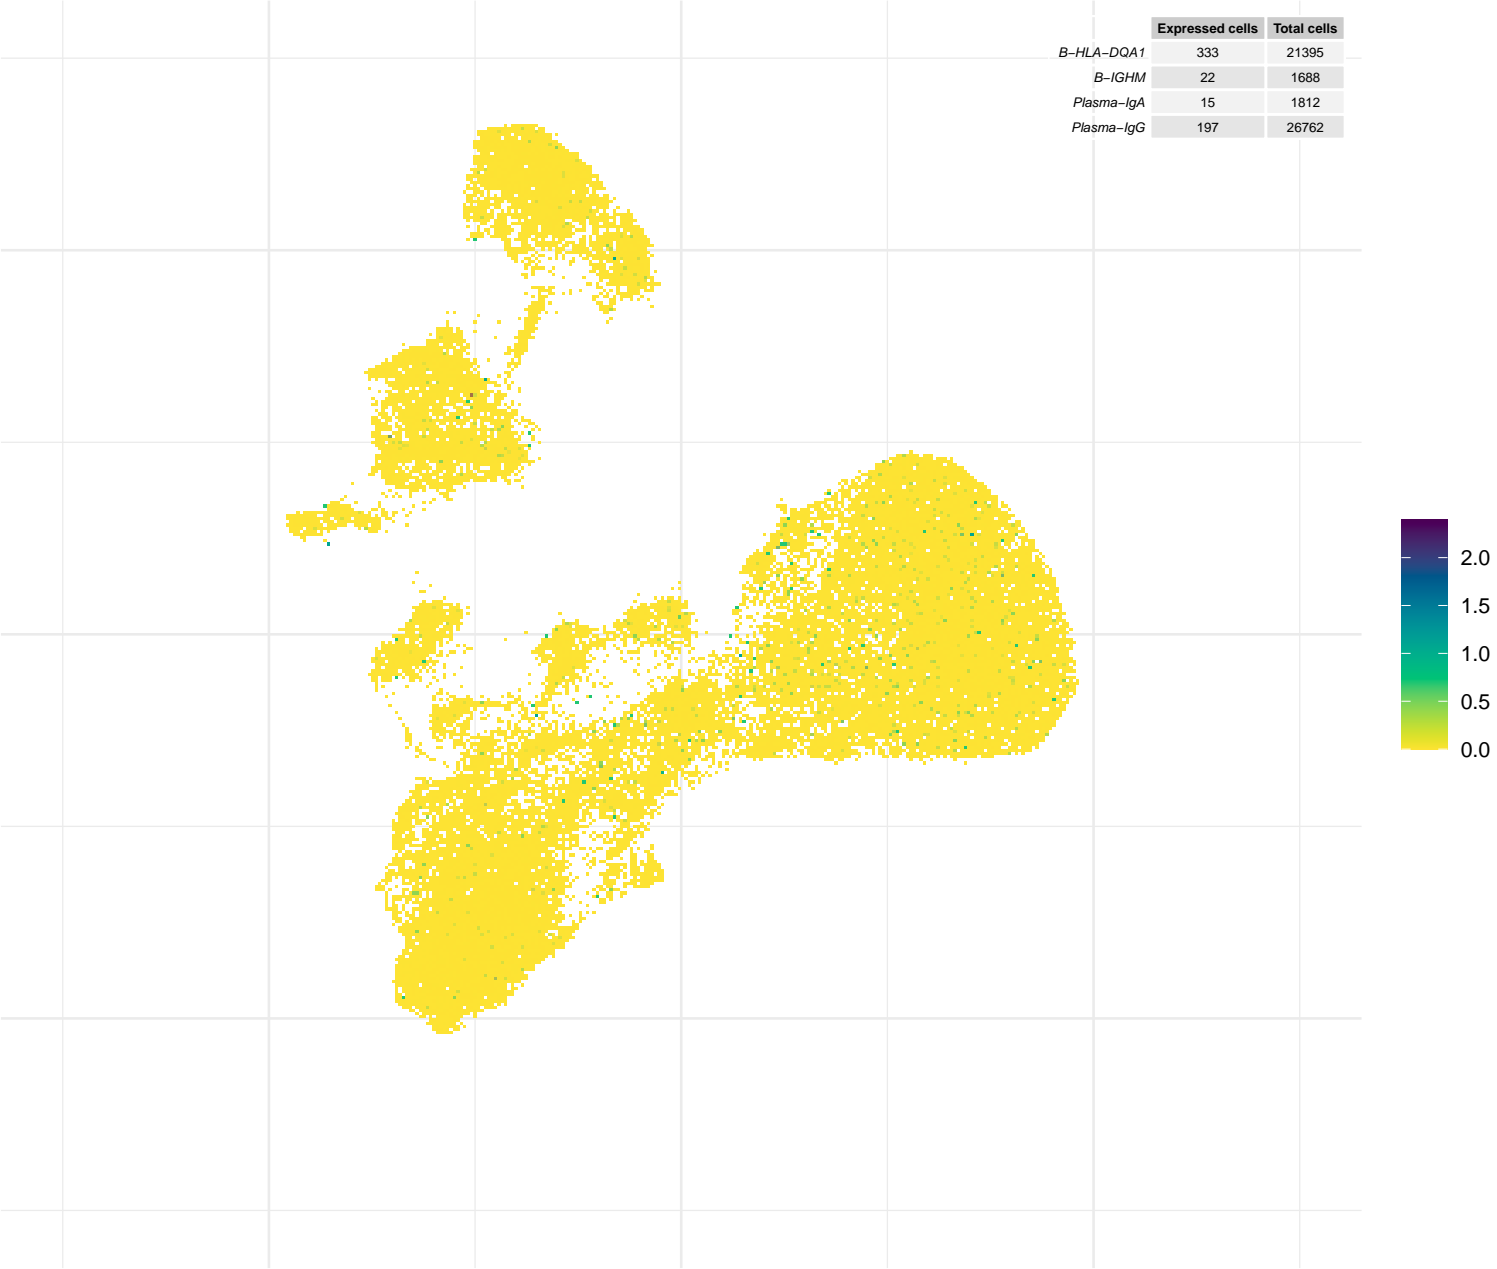 Expressed cells Total cells
B−HLA−DQA1 333 21395
B−IGHM 22 1688
Plasma−IgA 15 1812
Plasma−IgG 197 26762
2.0
1.5
1.0
0.5
0.0